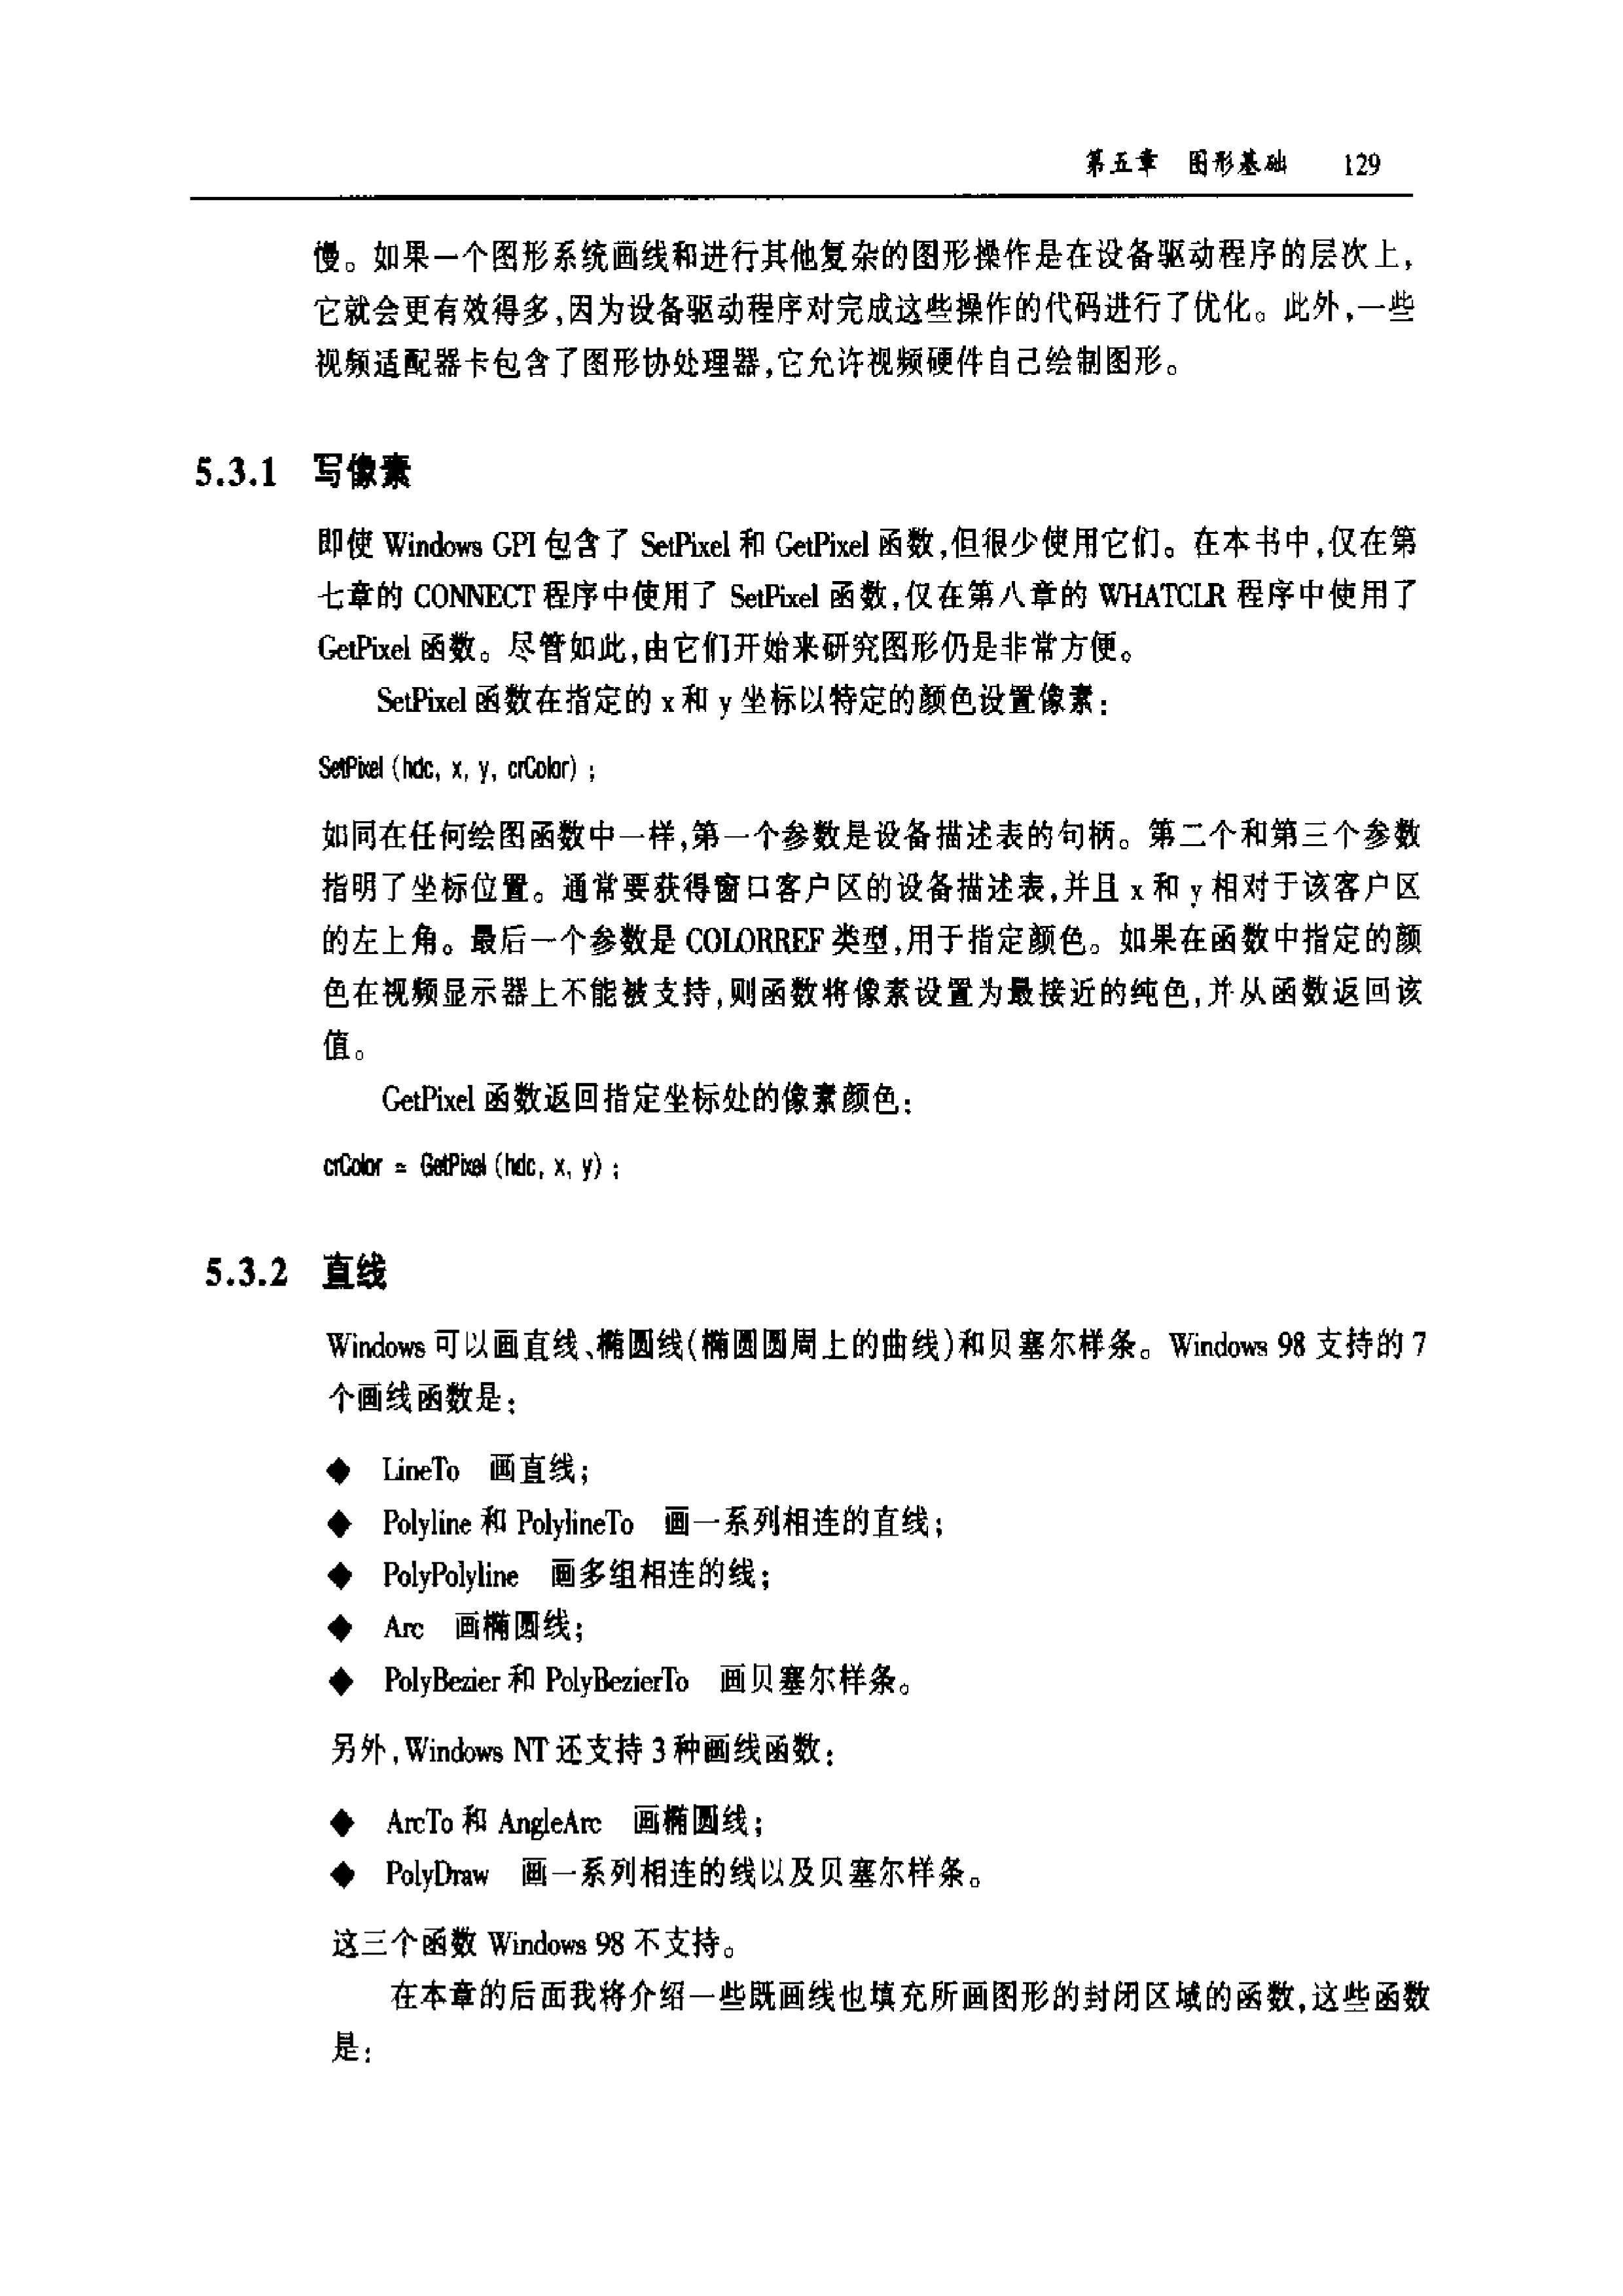 第五章 图形基础 129
慢。如果一个图形系统画线和进行其他复杂的图形操作是在设备驱动程序的层次上,
它就会更有效得多,因为设备驱动程序对完成这些操作的代码进行了优化。此外,一些
视频适配器卡包含了图形协处理器,它允许视频硬件自己绘制图形。
5.3.1 写像素
即使 Windows GPI 包含了 SetPixel 和 GetPixel 函数,但很少使用它们。在本书中,仅在第
七章的 CONNECT 程序中使用了 SetPixel 函数,仅在第八章的 WHATCLR 程序中使用了
GetPixel 函数。尽管如此,由它们开始来研究图形仍是非常方便。
SetPixel 函数在指定的 x 和 y 坐标以特定的颜色设置像素:
SetPixel (hdc, x, y, crColor) ;
如同在任何绘图函数中一样,第一个参数是设备描述表的句柄。第二个和第三个参数
指明了坐标位置。通常要获得窗口客户区的设备描述表,并且 x 和 y 相对于该客户区
的左上角。最后一个参数是 COLORREF 类型,用于指定颜色。如果在函数中指定的颜
色在视频显示器上不能被支持,则函数将像素设置为最接近的纯色,并从函数返回该
值。
GetPixel 函数返回指定坐标处的像素颜色:
crColor = GetPixel (hdc, x, y) ;
5.3.2 直线
Windows 可以画直线、椭圆线(椭圆圆周上的曲线)和贝塞尔样条。Windows 98 支持的 7
个画线函数是:
◆ LineTo 画直线;
◆ Polyline 和 PolylineTo 画一系列相连的直线;
◆ PolyPolyline 画多组相连的线;
◆ Arc 画椭圆线;
◆ PolyBezier 和 PolyBezierTo 画贝塞尔样条。
另外,Windows NT 还支持 3 种画线函数:
◆ ArcTo 和 AngleArc 画椭圆线;
◆ PolyDraw 画一系列相连的线以及贝塞尔样条。
这三个函数 Windows 98 不支持。
在本章的后面我将介绍一些既画线也填充所画图形的封闭区域的函数,这些函数
是: